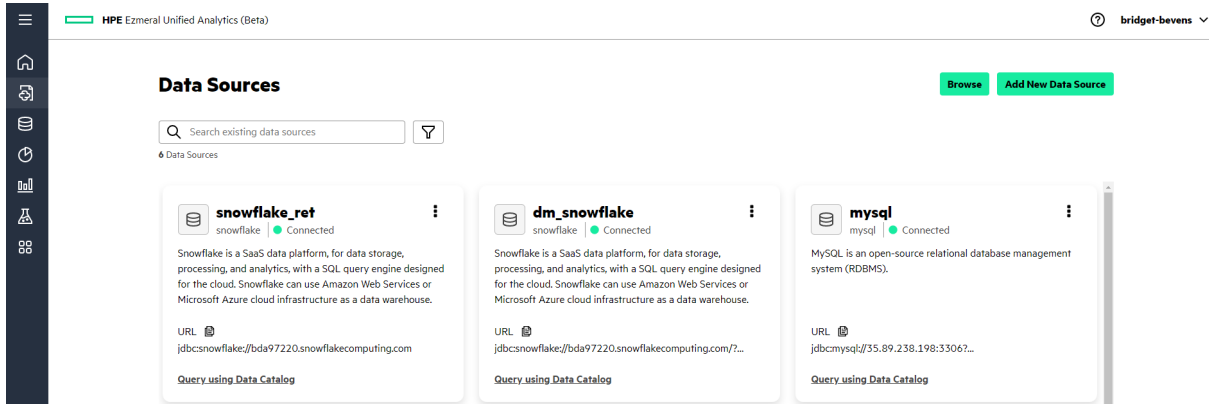 HPE Ezmeral Unified Analytics (Beta)
bridget-bevens
Data Sources
Browse
Add New Data Source
Search existing data sources
6 Data Sources
snowflake_ret
snowflake
Connected
Snowflake is a SaaS data platform, for data storage,
processing, and analytics, with a SQL query engine designed
for the cloud. Snowflake can use Amazon Web Services or
Microsoft Azure cloud infrastructure as a data warehouse.
URL
jdbc:snowflake://bda97220.snowflakecomputing.com
Query using Data Catalog
dm_snowflake
snowflake
Connected
Snowflake is a SaaS data platform, for data storage,
processing, and analytics, with a SQL query engine designed
for the cloud. Snowflake can use Amazon Web Services or
Microsoft Azure cloud infrastructure as a data warehouse.
URL
jdbc:snowflake://bda97220.snowflakecomputing.com/?...
Query using Data Catalog
mysql
mysql
Connected
MySQL is an open-source relational database management
system (RDBMS).
URL
jdbc:mysql://35.89.238.198:3306?...
Query using Data Catalog